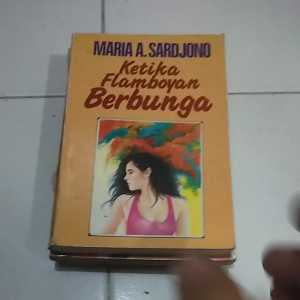 MARIA A. SARDJONO
Ketika
Flamboyan
Berbunga